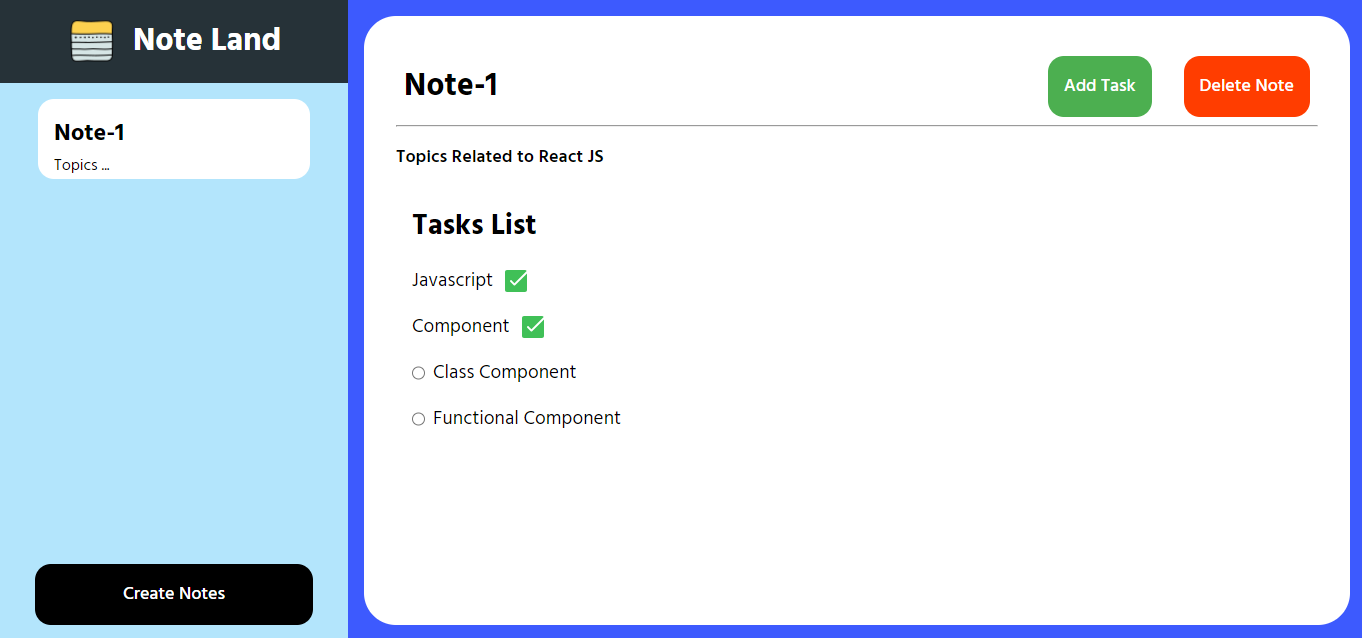 Note Land
Note-1
Topics ...
Create Notes
Note-1
Add Task
Delete Note
Topics Related to React JS
Tasks List
Javascript
Component
Class Component
Functional Component